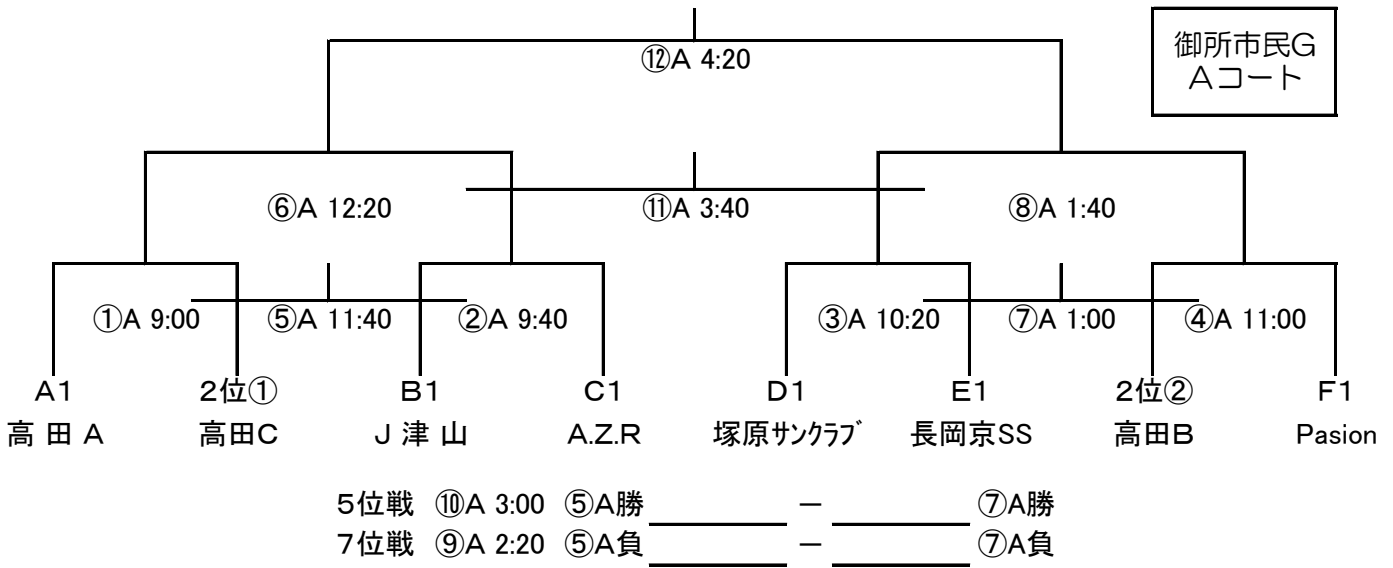 ⑫A 4:20
御所市民G
Aコート
⑥A 12:20 ⑪A 3:40 ⑧A 1:40
①A 9:00 ⑤A 11:40 ②A 9:40 ③A 10:20 ⑦A 1:00 ④A 11:00
A1 2位① B1 C1 D1 E1 2位② F1
高 田 A 高田C J 津 山 A.Z.R 塚原サンクラブ 長岡京SS 高田B Pasion
5位戦 ⑩A 3:00 ⑤A勝 － ⑦A勝
7位戦 ⑨A 2:20 ⑤A負 － ⑦A負